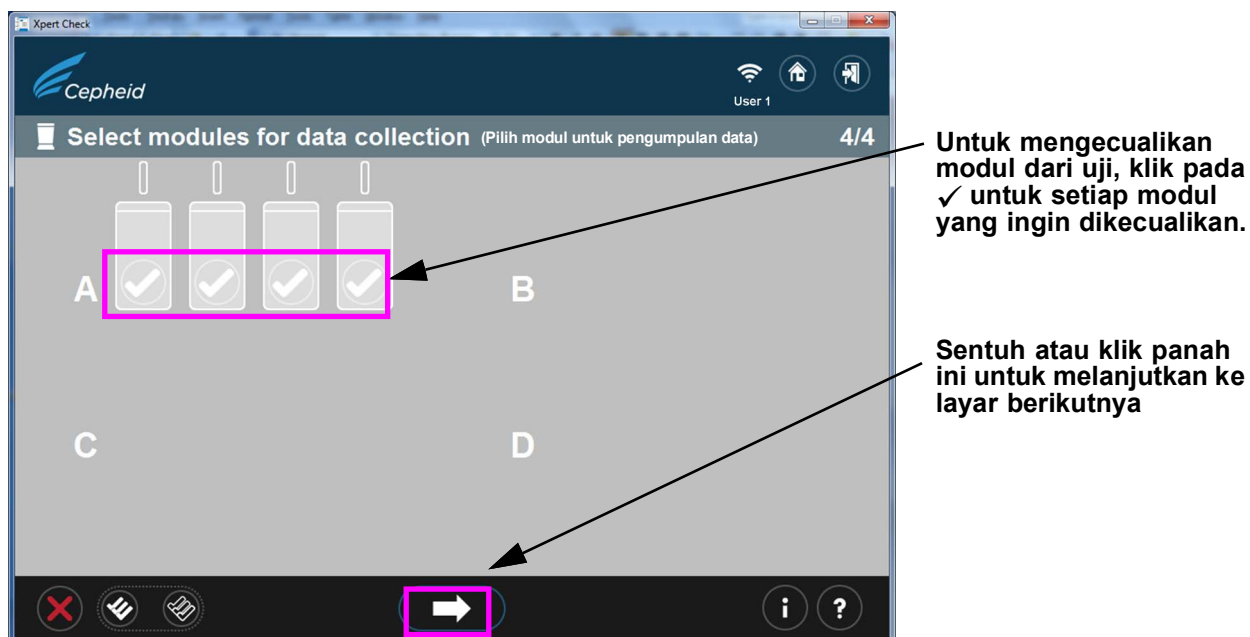 Xpert Check
Cepheid
User 1
Select modules for data collection (Pilih modul untuk pengumpulan data) 4/4
A
B
C
D
i ?
Untuk mengecualikan
modul dari uji, klik pada
✓ untuk setiap modul
yang ingin dikecualikan.
Sentuh atau klik panah
ini untuk melanjutkan ke
layar berikutnya